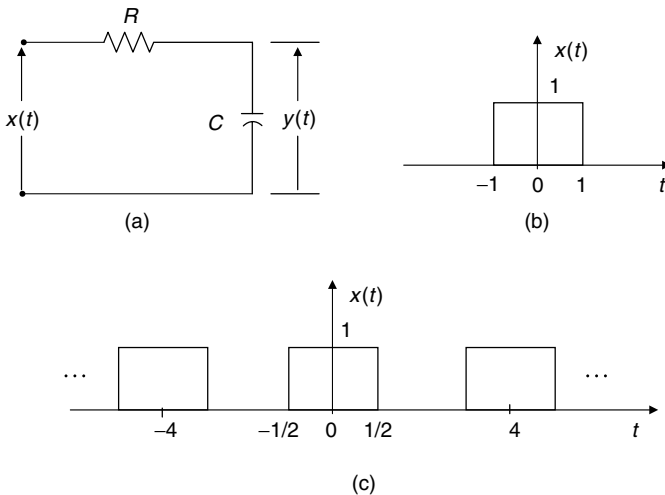 R
x(t)
C
y(t)
(a)
x(t)
1
−1
0
1
t
(b)
x(t)
1
...
...
−4
−1/2
0
1/2
4
t
(c)